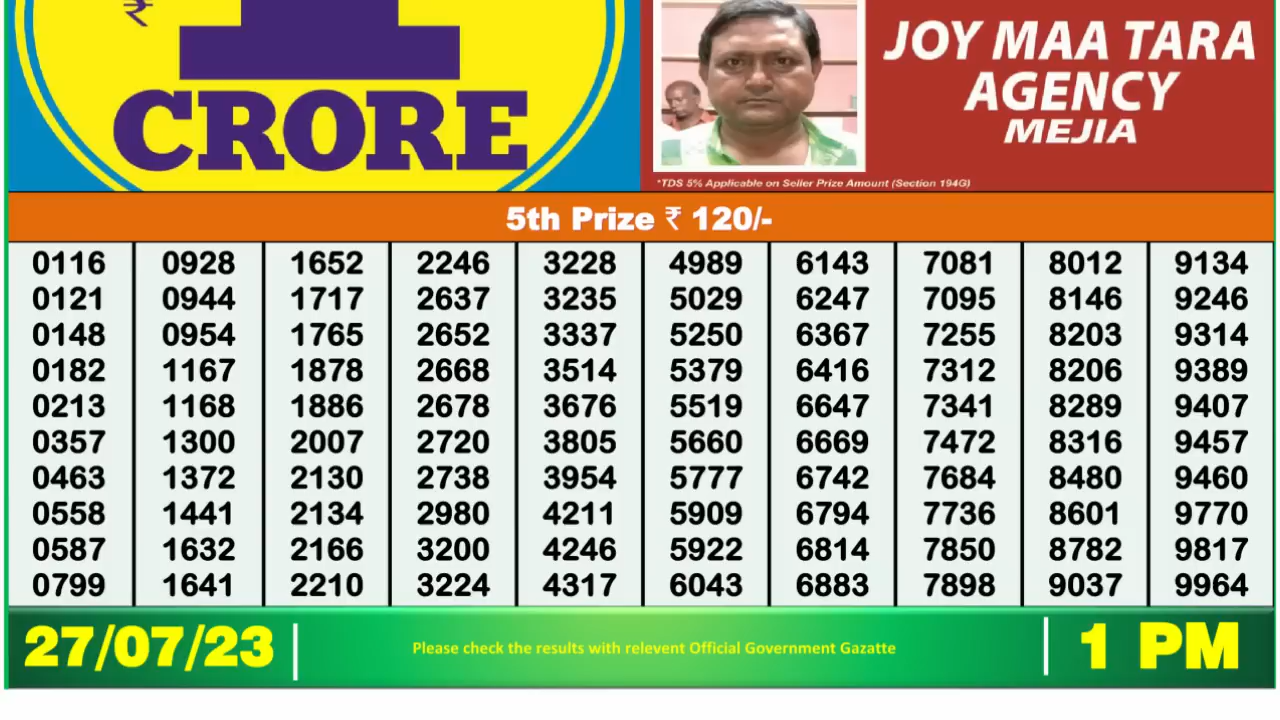 ₹ 1
CRORE
JOY MAA TARA
AGENCY
MEJIA
*TDS 5% Applicable on Seller Prize Amount (Section 194G)
5th Prize ₹ 120/-
0116 0928 1652 2246 3228 4989 6143 7081 8012 9134
0121 0944 1717 2637 3235 5029 6247 7095 8146 9246
0148 0954 1765 2652 3337 5250 6367 7255 8203 9314
0182 1167 1878 2668 3514 5379 6416 7312 8206 9389
0213 1168 1886 2678 3676 5519 6647 7341 8289 9407
0357 1300 2007 2720 3805 5660 6669 7472 8316 9457
0463 1372 2130 2738 3954 5777 6742 7684 8480 9460
0558 1441 2134 2980 4211 5909 6794 7736 8601 9770
0587 1632 2166 3200 4246 5922 6814 7850 8782 9817
0799 1641 2210 3224 4317 6043 6883 7898 9037 9964
27/07/23
Please check the results with relevent Official Government Gazatte
1 PM